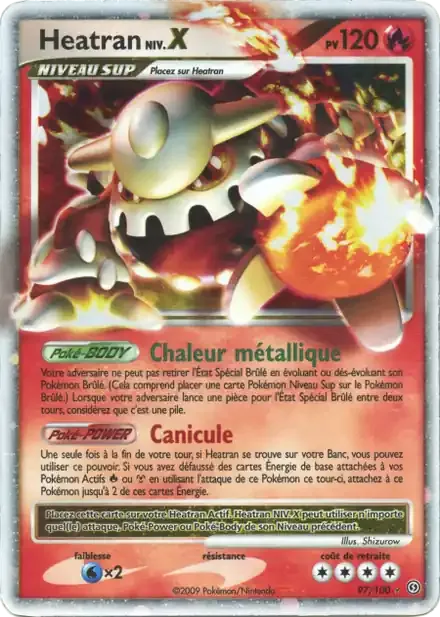 Heatran NIV.X
PV 120
NIVEAU SUP Placez sur Heatran
Poké-BODY Chaleur métallique
Votre adversaire ne peut pas retirer l'État Spécial Brûlé en évoluant ou dés-évoluant son
Pokémon Brûlé. (Cela comprend placer une carte Pokémon Niveau Sup sur le Pokémon
Brûlé.) Lorsque votre adversaire lance une pièce pour l'État Spécial Brûlé entre deux
tours, considérez que c'est une pile.
Poké-POWER Canicule
Une seule fois à la fin de votre tour, si Heatran se trouve sur votre Banc, vous pouvez
utiliser ce pouvoir. Si vous avez défaussé des cartes Énergie de base attachées à vos
Pokémon Actifs ou en utilisant l'attaque de ce Pokémon ce tour-ci, attachez à ce
Pokémon jusqu'à 2 de ces cartes Énergie.
Placez cette carte sur votre Heatran Actif. Heatran NIV.X peut utiliser n'importe
quel(le) attaque, Poké-Power ou Poké-Body de son Niveau précédent.
Illus. Shizurow
faiblesse résistance coût de retraite
×2
©2009 Pokémon/Nintendo 97/100